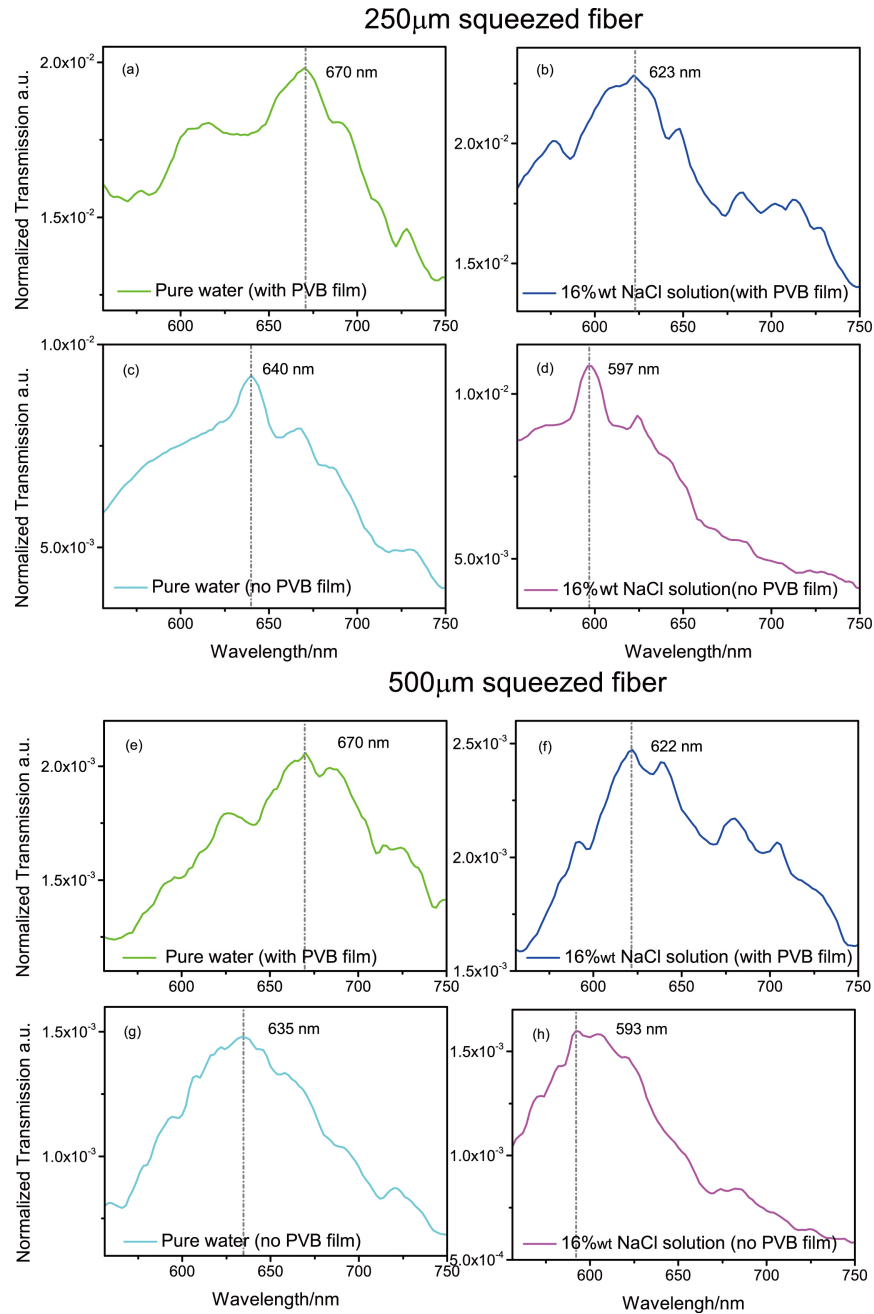 250μm squeezed fiber
Normalized Transmission a.u.
2.0x10⁻²
1.5x10⁻²
(a)
670 nm
Pure water (with PVB film)
600 650 700 750
2.0x10⁻²
1.5x10⁻²
(b)
623 nm
16%wt NaCl solution(with PVB film)
600 650 700 750
Normalized Transmission a.u.
1.0x10⁻²
5.0x10⁻³
(c)
640 nm
Pure water (no PVB film)
600 650 700 750
Wavelength/nm
1.0x10⁻²
5.0x10⁻³
(d)
597 nm
16%wt NaCl solution(no PVB film)
600 650 700 750
Wavelength/nm
500μm squeezed fiber
Normalized Transmission a.u.
2.0x10⁻³
1.5x10⁻³
(e)
670 nm
Pure water (with PVB film)
600 650 700 750
2.5x10⁻³
2.0x10⁻³
1.5x10⁻³
(f)
622 nm
16%wt NaCl solution (with PVB film)
600 650 700 750
Normalized Transmission a.u.
1.5x10⁻³
1.0x10⁻³
(g)
635 nm
Pure water (no PVB film)
600 650 700 750
Wavelength/nm
1.5x10⁻³
1.0x10⁻³
5.0x10⁻⁴
(h)
593 nm
16%wt NaCl solution (no PVB film)
600 650 700 750
Wavelength/nm